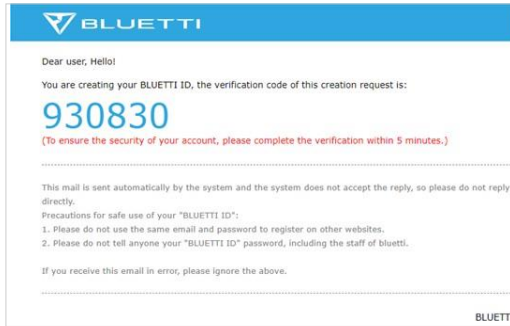 BLUETTI
Dear user, Hello!
You are creating your BLUETTI ID, the verification code of this creation request is:
930830
(To ensure the security of your account, please complete the verification within 5 minutes.)
This mail is sent automatically by the system and the system does not accept the reply, so please do not reply
directly.
Precautions for safe use of your "BLUETTI ID":
1. Please do not use the same email and password to register on other websites.
2. Please do not tell anyone your "BLUETTI ID" password, including the staff of bluetti.
If you receive this email in error, please ignore the above.
BLUETT